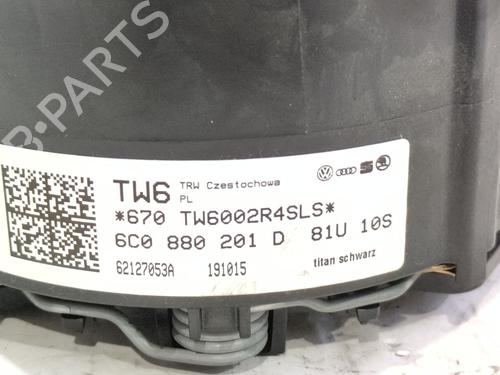 B-PARTS
TW6 TRW Czestochowa
PL
*670 TW6002R4SLS*
6C0 880 201 D 81U 10S
62127053A 191015 titan schwarz